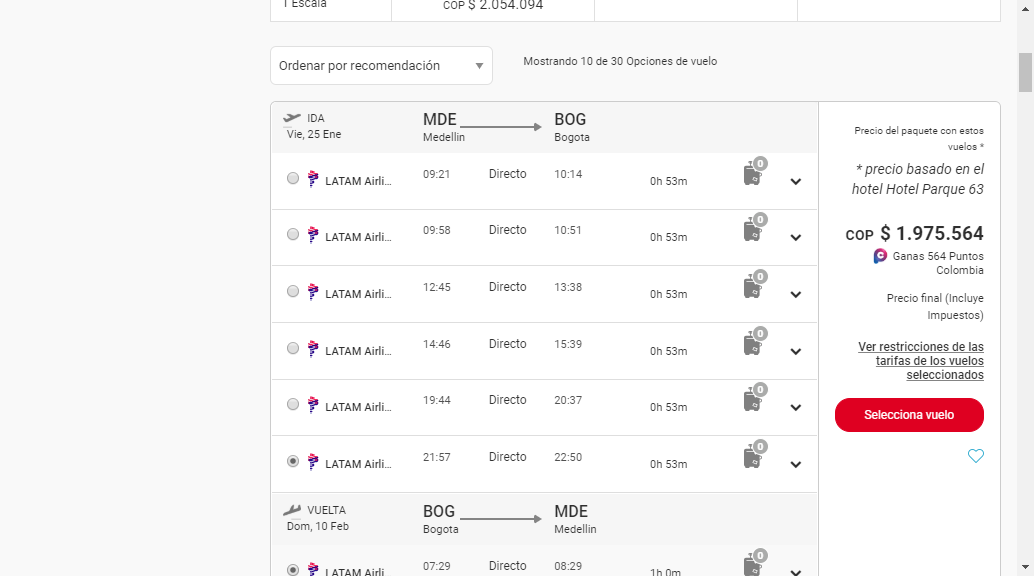 1 Escala
COP $ 2.054.094
Ordenar por recomendación
Mostrando 10 de 30 Opciones de vuelo
IDA
Vie, 25 Ene
MDE
Medellin
BOG
Bogota
LATAM Airli... 09:21 Directo 10:14 0h 53m 0
LATAM Airli... 09:58 Directo 10:51 0h 53m 0
LATAM Airli... 12:45 Directo 13:38 0h 53m 0
LATAM Airli... 14:46 Directo 15:39 0h 53m 0
LATAM Airli... 19:44 Directo 20:37 0h 53m 0
LATAM Airli... 21:57 Directo 22:50 0h 53m 0
VUELTA
Dom, 10 Feb
BOG
Bogota
MDE
Medellin
LATAM Airli... 07:29 Directo 08:29 1h 0m 0
Precio del paquete con estos
vuelos *
* precio basado en el
hotel Hotel Parque 63
COP $ 1.975.564
Ganas 564 Puntos
Colombia
Precio final (Incluye
Impuestos)
Ver restricciones de las
tarifas de los vuelos
seleccionados
Selecciona vuelo